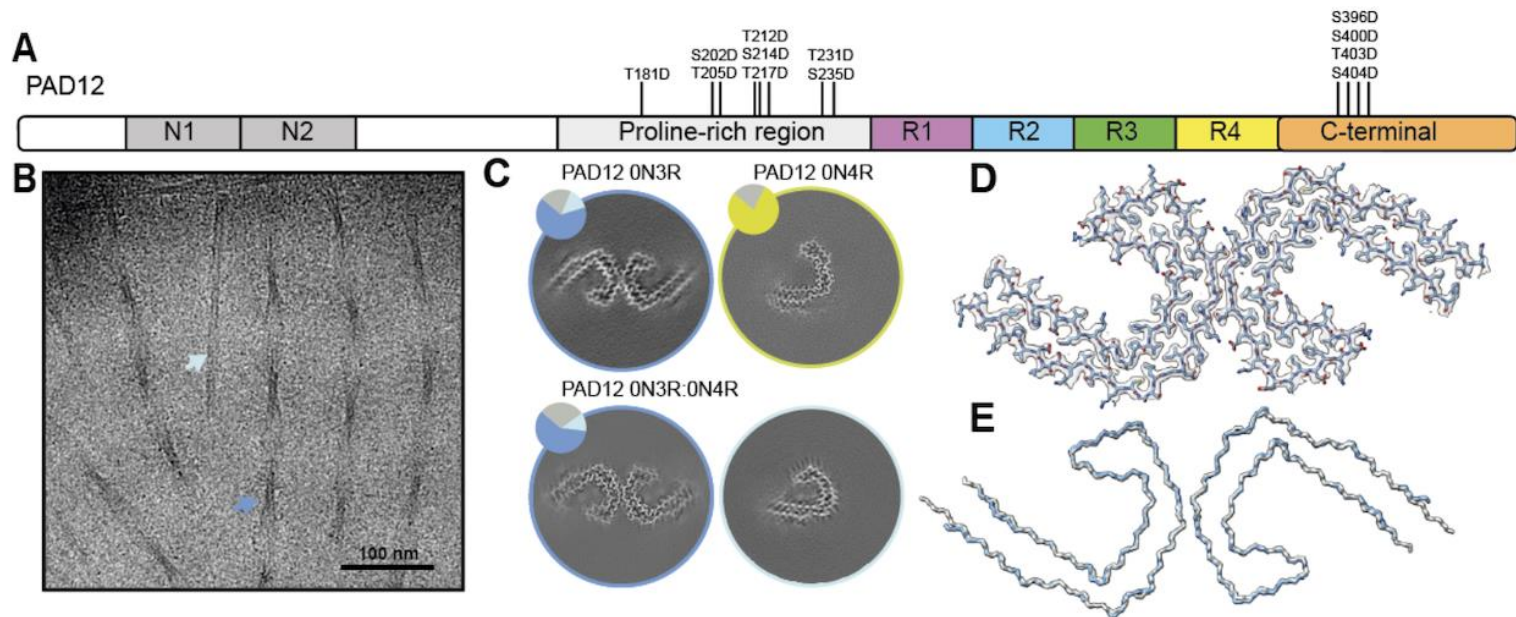 A
PAD12
T181D
S202D
T205D
T212D
S214D
T217D
T231D
S235D
S396D
S400D
T403D
S404D
N1
N2
Proline-rich region
R1
R2
R3
R4
C-terminal
B
100 nm
C
PAD12 0N3R
PAD12 0N4R
PAD12 0N3R:0N4R
D
E